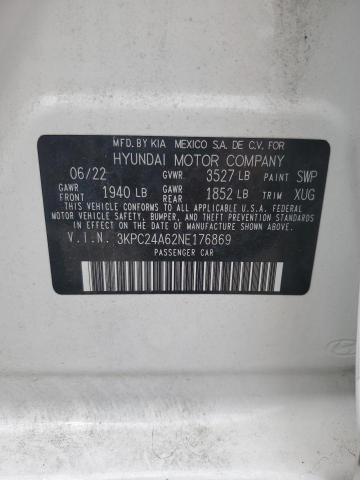 MFD.BY KIA MEXICO S.A. DE C.V. FOR
HYUNDAI MOTOR COMPANY
06/22 GVWR 3527 LB PAINT SWP
GAWR FRONT 1940 LB GAWR REAR 1852 LB TRIM XUG
THIS VEHICLE CONFORMS TO ALL APPLICABLE U.S.A. FEDERAL
MOTOR VEHICLE SAFETY, BUMPER, AND THEFT PREVENTION
STANDARDS IN EFFECT ON THE DATE OF MANUFACTURE SHOWN ABOVE.
V.I.N. 3KPC24A62NE176869
PASSENGER CAR